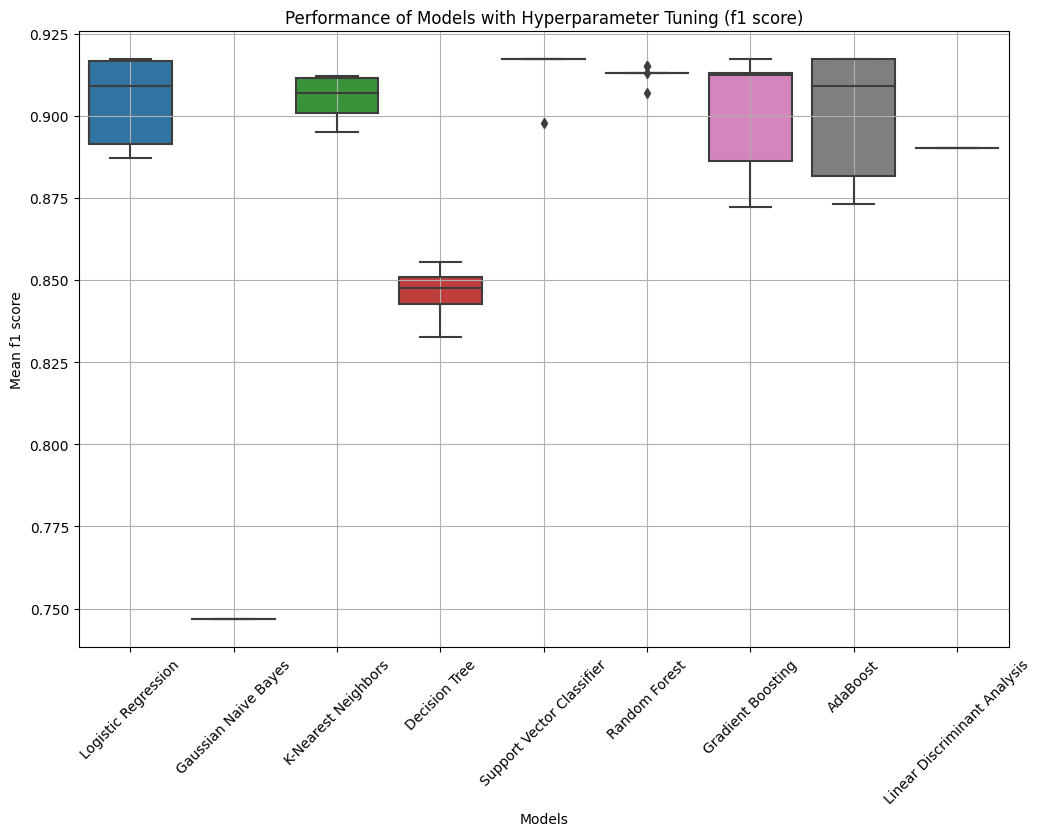 Performance of Models with Hyperparameter Tuning (f1 score)
0.925
0.900
0.875
0.850
0.825
0.800
0.775
0.750
Mean f1 score
Logistic Regression
Gaussian Naive Bayes
K-Nearest Neighbors
Decision Tree
Support Vector Classifier
Random Forest
Gradient Boosting
AdaBoost
Linear Discriminant Analysis
Models